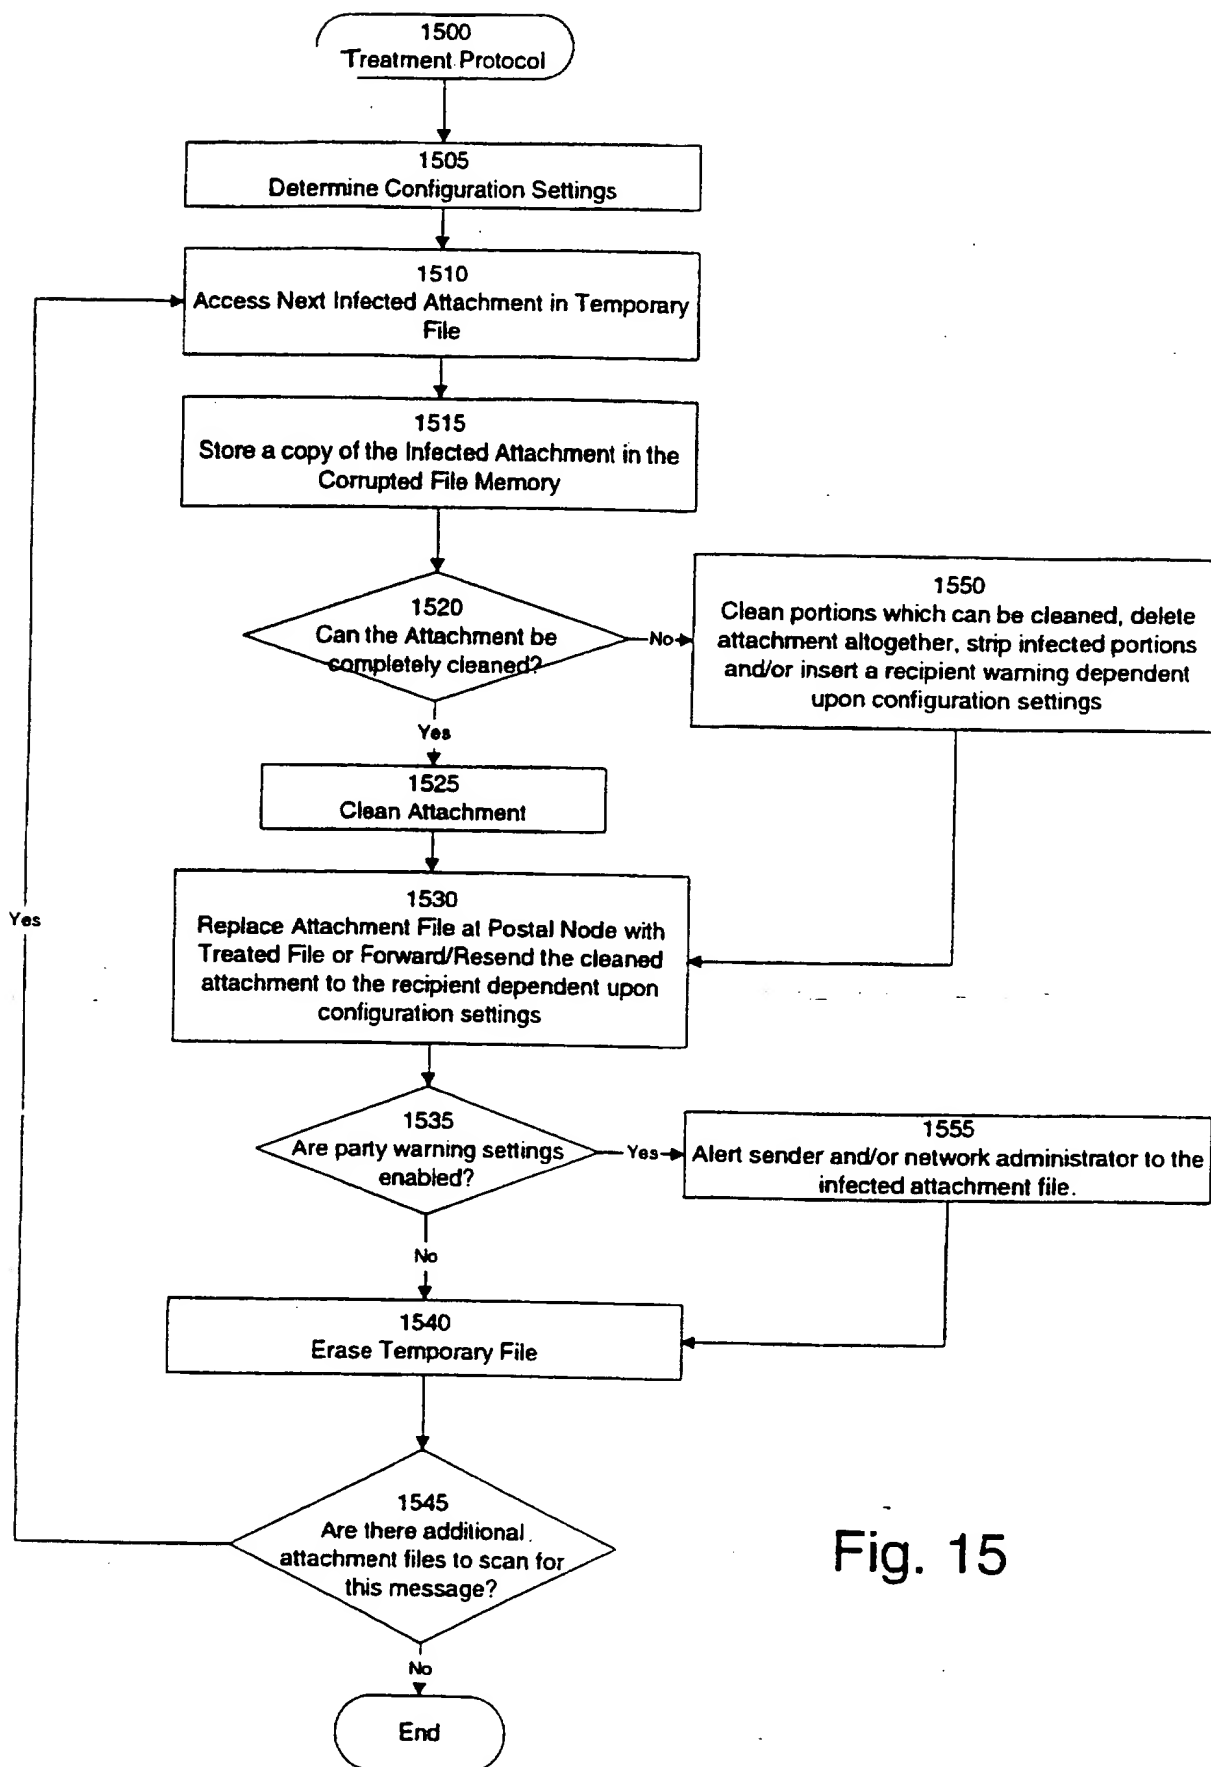 1500
Treatment Protocol
1505
Determine Configuration Settings
1510
Access Next Infected Attachment in Temporary
File
1515
Store a copy of the Infected Attachment in the
Corrupted File Memory
1520
Can the Attachment be
completely cleaned?
No
1550
Clean portions which can be cleaned, delete
attachment altogether, strip infected portions
and/or insert a recipient warning dependent
upon configuration settings
Yes
1525
Clean Attachment
1530
Replace Attachment File at Postal Node with
Treated File or Forward/Resend the cleaned
attachment to the recipient dependent upon
configuration settings
Yes
1535
Are party warning settings
enabled?
Yes
1555
Alert sender and/or network administrator to the
infected attachment file.
No
1540
Erase Temporary File
1545
Are there additional
attachment files to scan for
this message?
Fig. 15
No
End